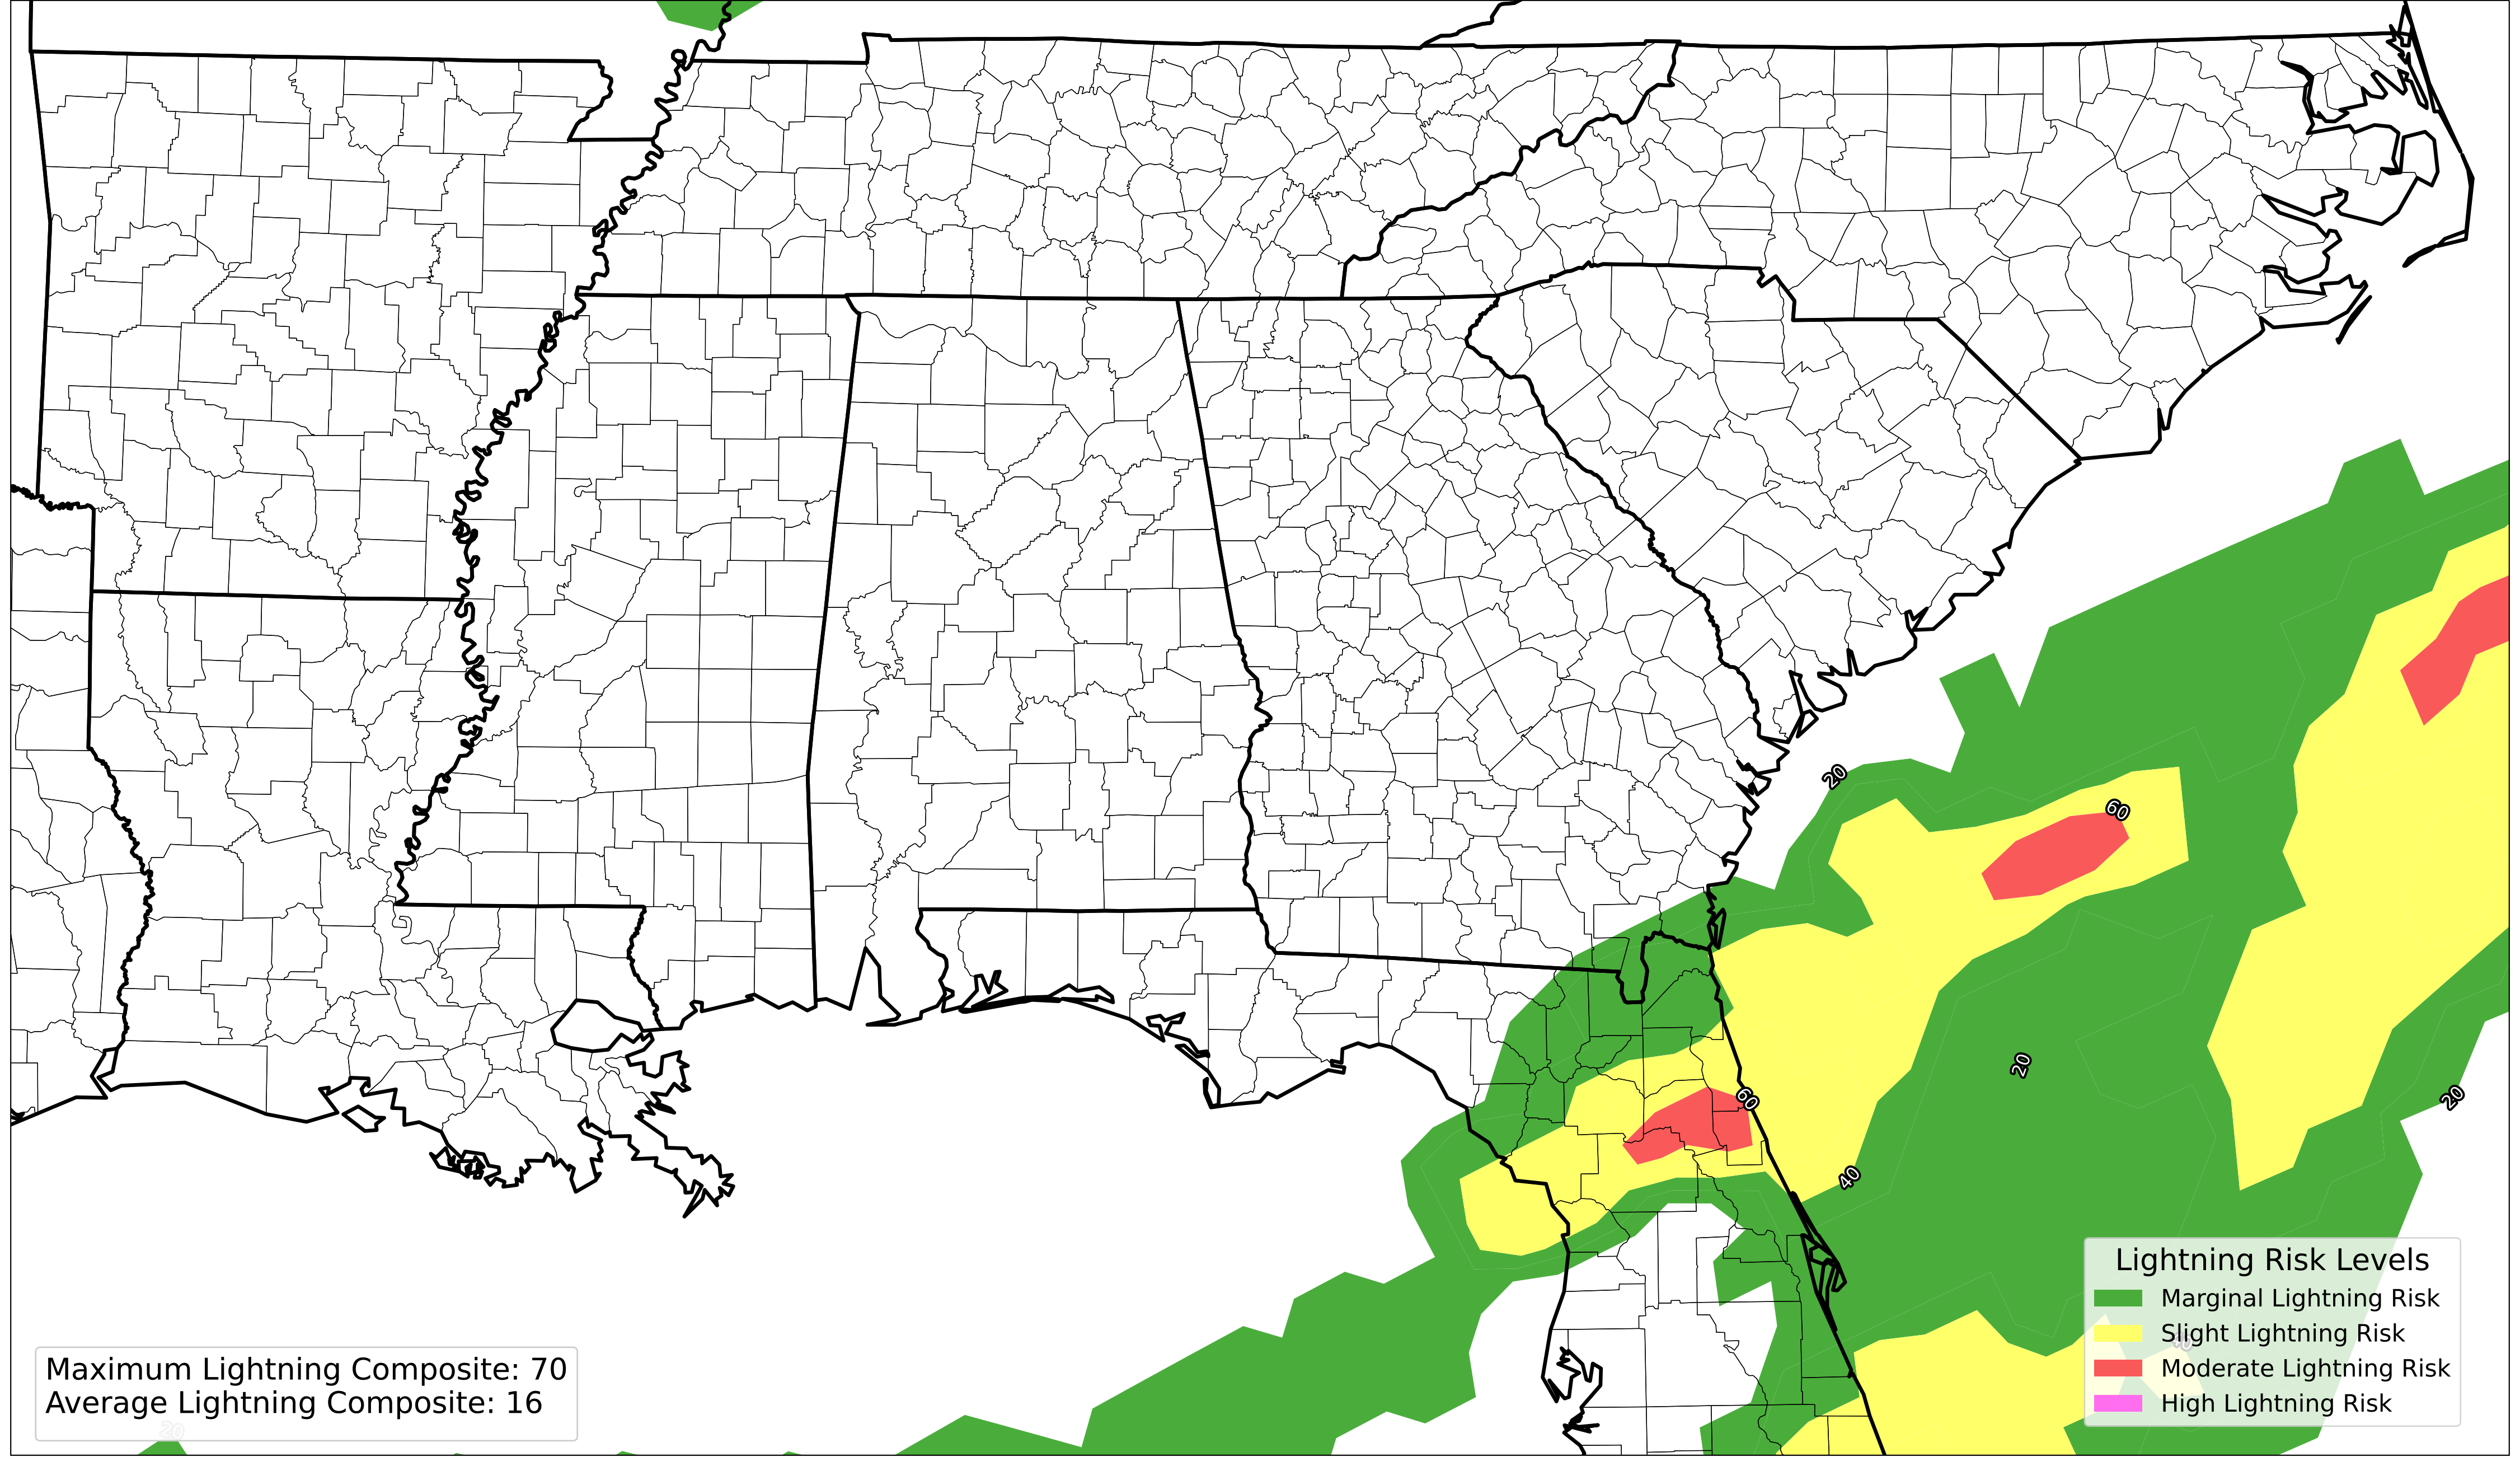 20
60
20
60
20
40
Lightning Risk Levels
Marginal Lightning Risk
Slight Lightning Risk
Moderate Lightning Risk
High Lightning Risk
Maximum Lightning Composite: 70
Average Lightning Composite: 16
20